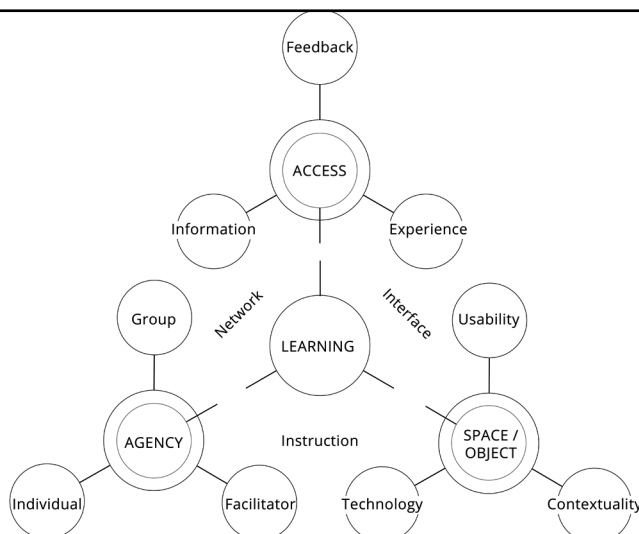 Feedback
ACCESS
Information
Experience
Network
Interface
Group
Usability
LEARNING
AGENCY
Instruction
SPACE /
OBJECT
Individual
Facilitator
Technology
Contextuality